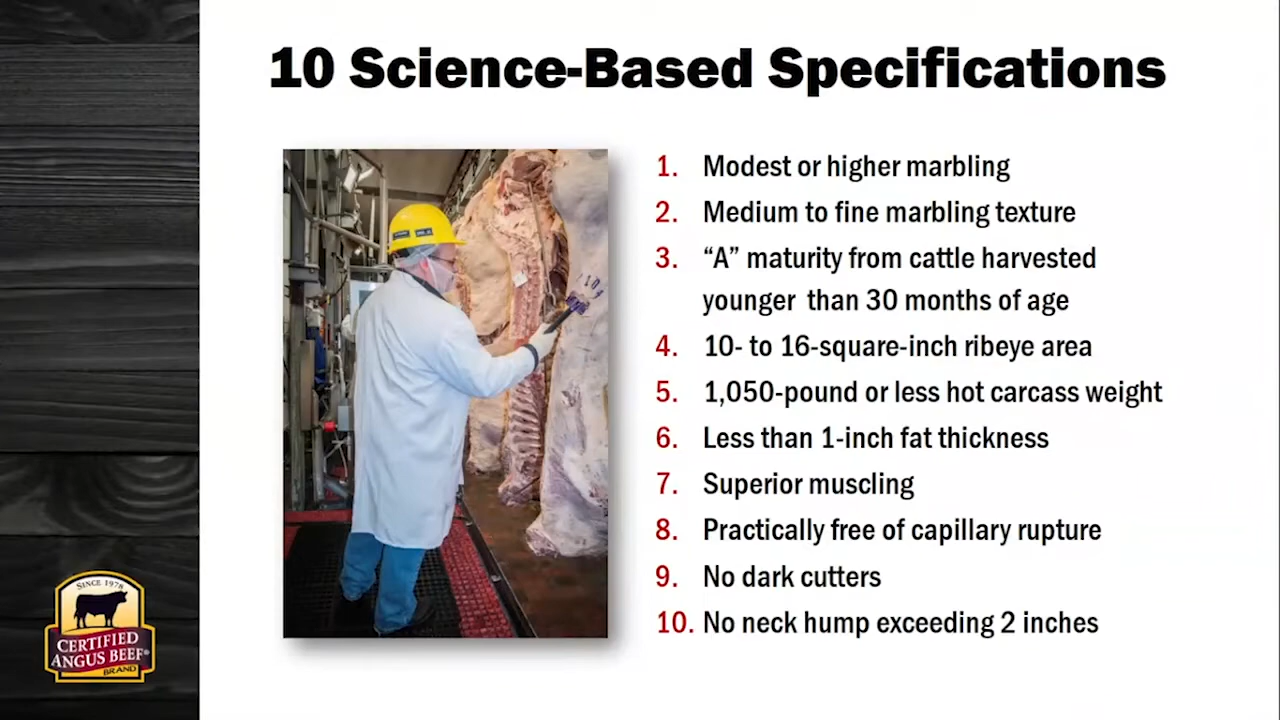 10 Science-Based Specifications
1. Modest or higher marbling
2. Medium to fine marbling texture
3. “A” maturity from cattle harvested
younger than 30 months of age
4. 10- to 16-square-inch ribeye area
5. 1,050-pound or less hot carcass weight
6. Less than 1-inch fat thickness
7. Superior muscling
8. Practically free of capillary rupture
9. No dark cutters
10. No neck hump exceeding 2 inches
SINCE 1978
CERTIFIED
ANGUS BEEF®
BRAND